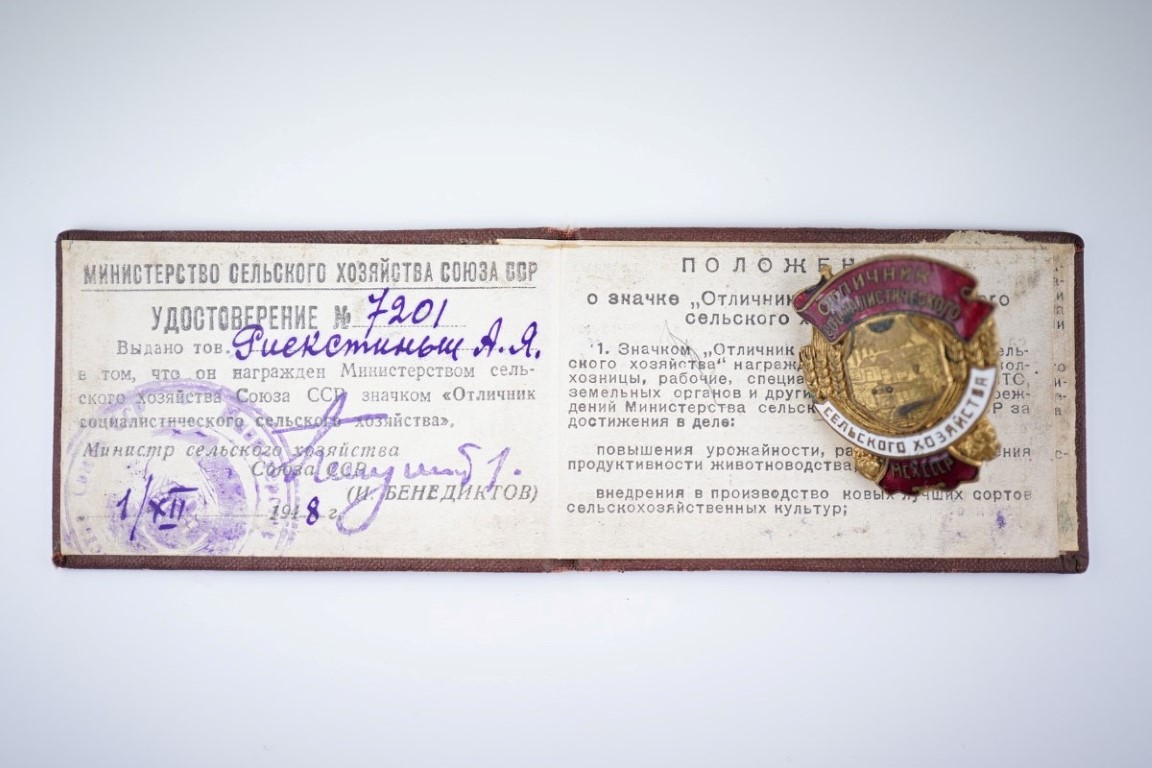 МИНИСТЕРСТВО СЕЛЬСКОГО ХОЗЯЙСТВА СОЮЗА ССР
УДОСТОВЕРЕНИЕ № 7201
Выдано тов. Риекстиньш А.Я.
в том, что он награжден Министерством сель-
ского хозяйства Союза ССР значком «Отличник
социалистического сельского хозяйства»,
Министр сельского хозяйства
Союза ССР
(И. БЕНЕДИКТОВ)
1/XII 1948 г.
ПОЛОЖЕН
о значке „Отличник
сельского х
1. Значком „Отличник
ского хозяйства“ награжд
хозницы, рабочие, специа
земельных органов и други
дений Министерства сельск Р за
достижения в деле:
повышения урожайности, ра
продуктивности животноводства,
внедрения в производство новых лучших сортов
сельскохозяйственных культур;
ОТЛИЧНИК
СОЦИАЛИСТИЧЕСКОГО
СЕЛЬСКОГО ХОЗЯЙСТВА
МСХ СССР